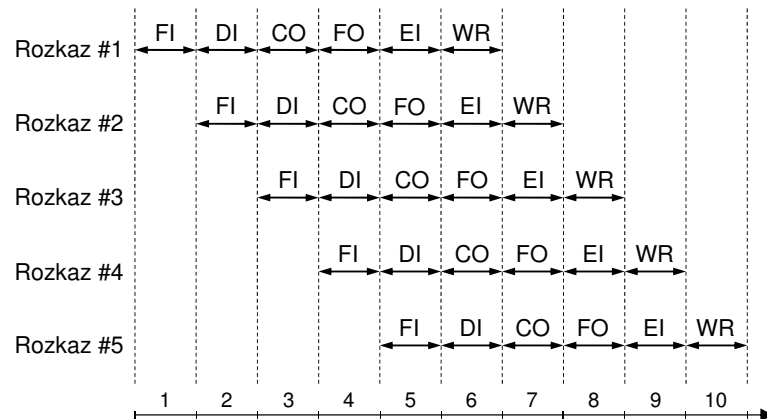 Rozkaz #1 FI DI CO FO EI WR
Rozkaz #2 FI DI CO FO EI WR
Rozkaz #3 FI DI CO FO EI WR
Rozkaz #4 FI DI CO FO EI WR
Rozkaz #5 FI DI CO FO EI WR
1 2 3 4 5 6 7 8 9 10